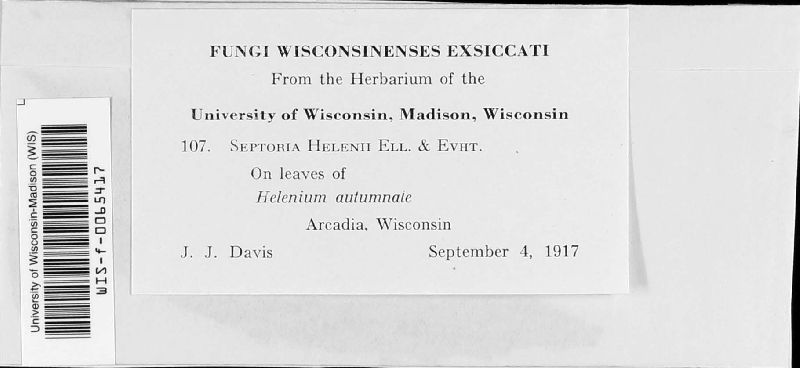 FUNGI WISCONSINENSES EXSICCATI
From the Herbarium of the
University of Wisconsin, Madison, Wisconsin
107. SEPTORIA HELENII ELL. & EVHT.
On leaves of
Helenium autumnale
Arcadia, Wisconsin
J. J. Davis September 4, 1917
University of Wisconsin-Madison (WIS)
WIS-f-0065417